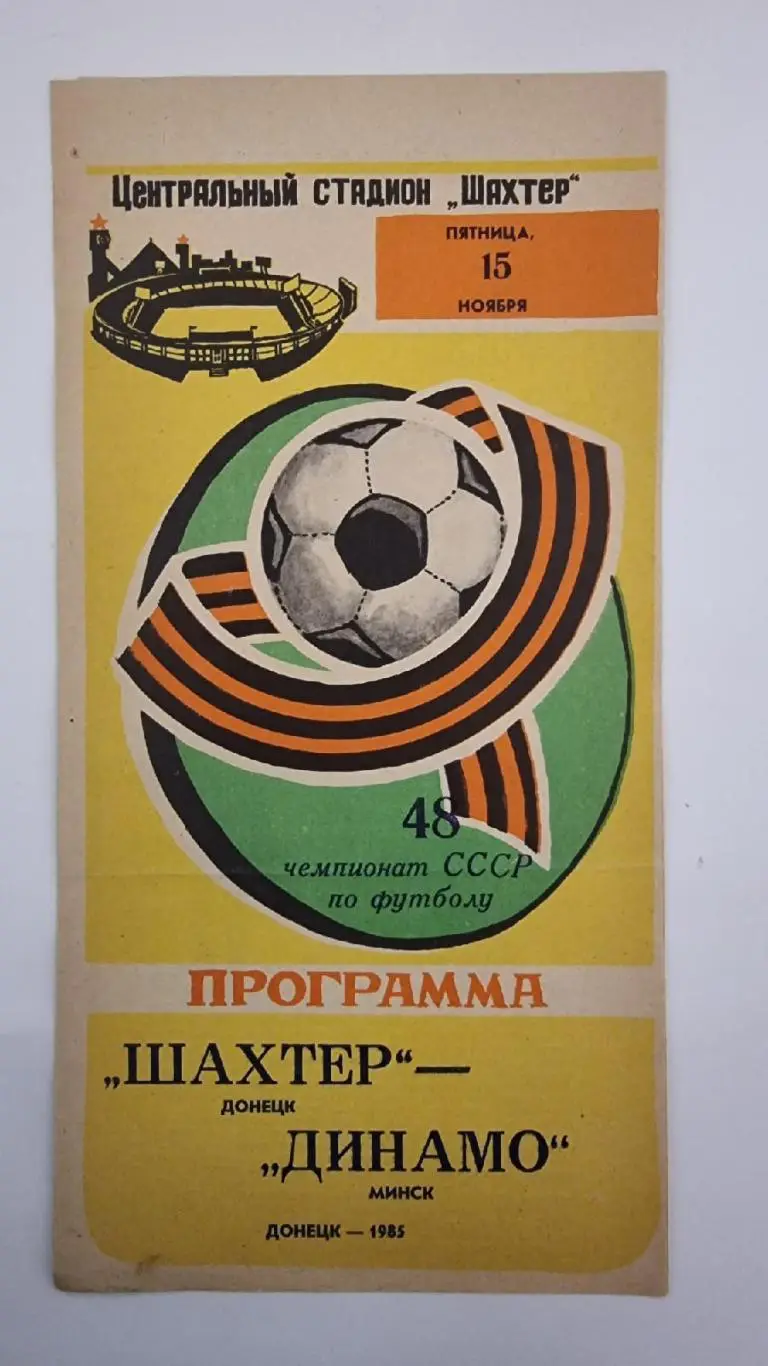 Центральный стадион „Шахтер“
ПЯТНИЦА,
15
НОЯБРЯ
48
чемпионат СССР
по футболу
ПРОГРАММА
„ШАХТЕР“—
ДОНЕЦК
„ДИНАМО“
МИНСК
ДОНЕЦК — 1985